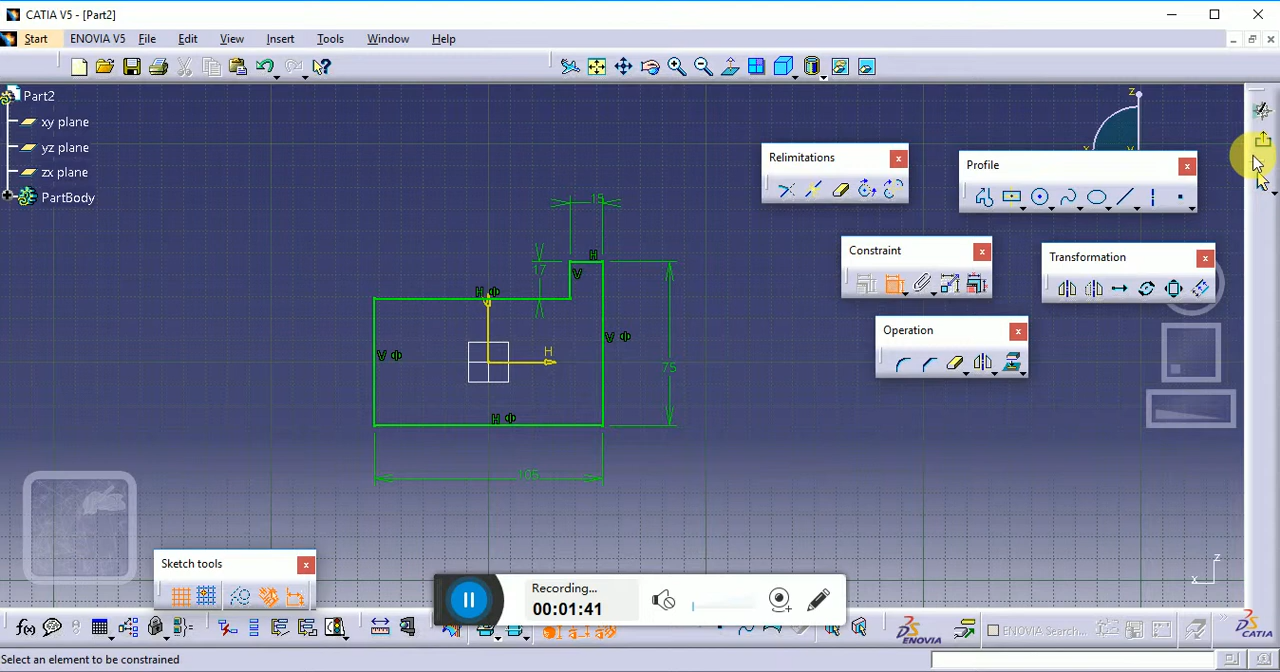 CATIA V5 - [Part2]
Start ENOVIA V5 File Edit View Insert Tools Window Help
Part2
xy plane
yz plane
zx plane
PartBody
z
Relimitations
Profile
Constraint
Transformation
Operation
15
H
V
17
H
V
H
V
75
H
105
Sketch tools
Recording...
00:01:41
z
x
f(x)
ENOVIA
ENOVIA Search...
CATIA
Select an element to be constrained